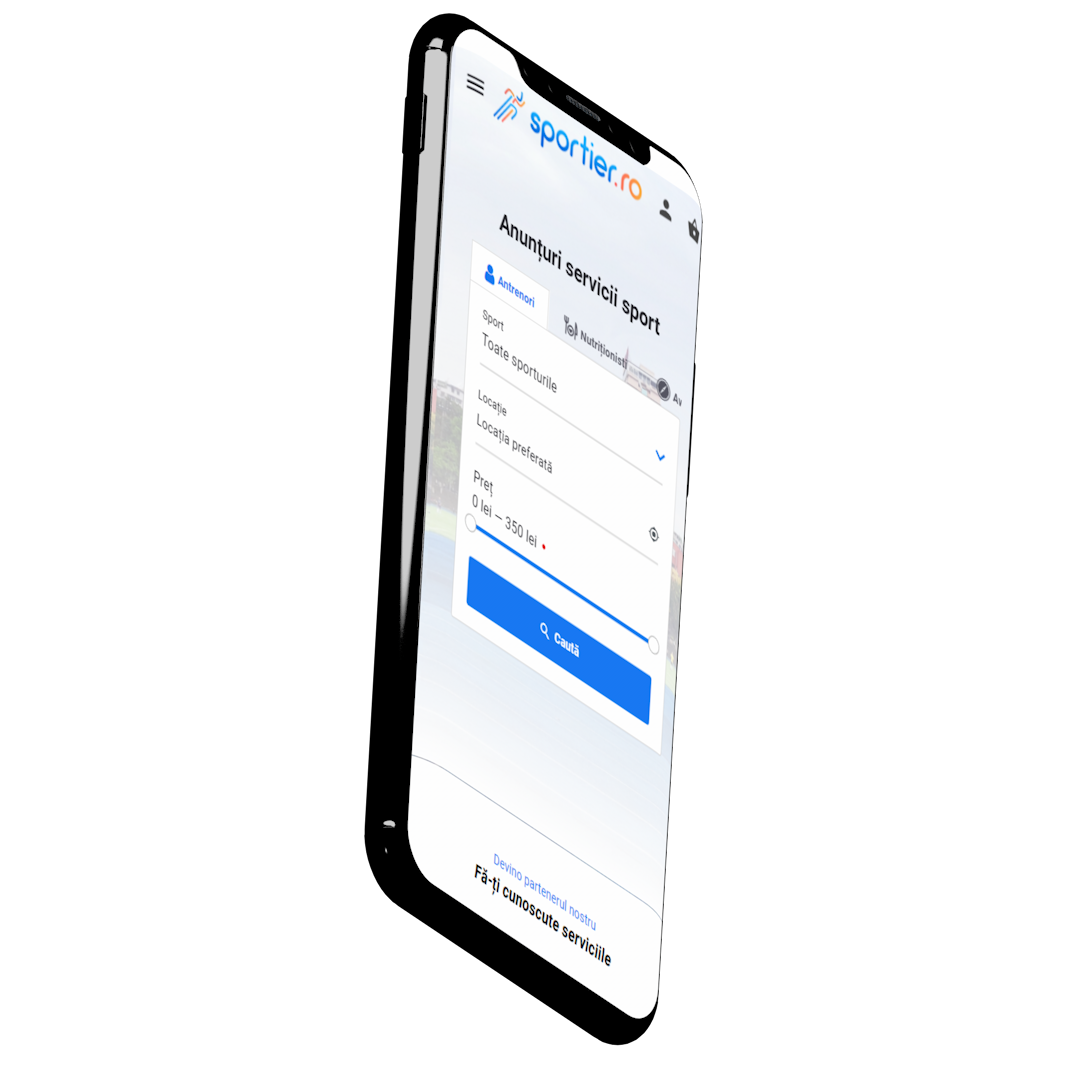 sportier.ro
Anunțuri servicii sport
Antrenori
Nutriționisti
Av
Sport
Toate sporturile
Locație
Locația preferată
Preț
0 lei – 350 lei
Caută
Devino partenerul nostru
Fă-ți cunoscute serviciile